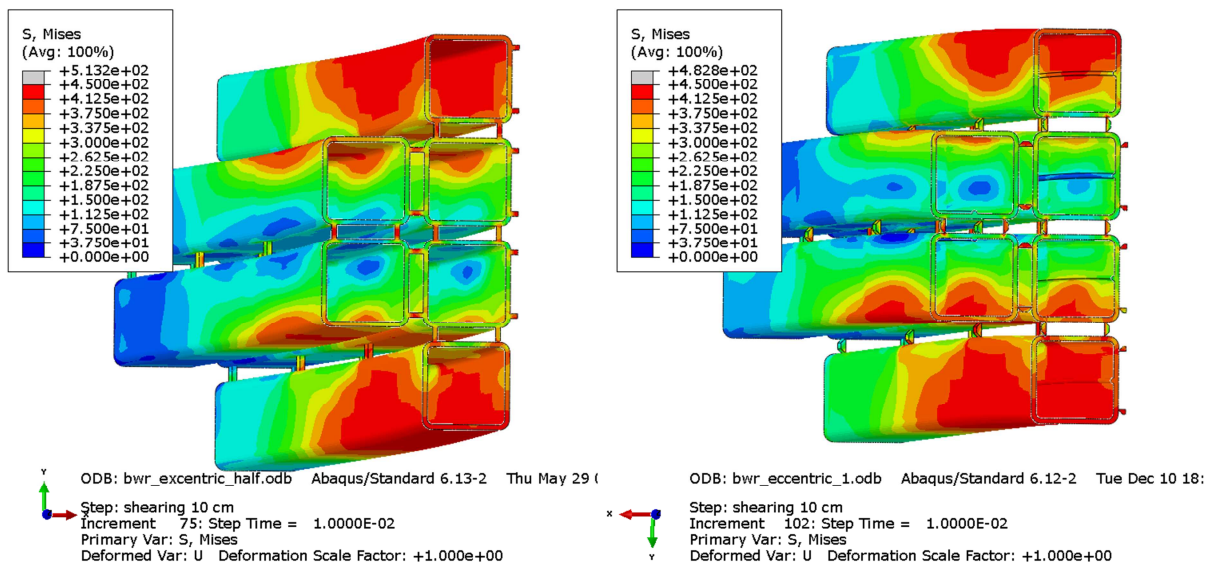 S, Mises
(Avg: 100%)
+5.132e+02
+4.500e+02
+4.125e+02
+3.750e+02
+3.375e+02
+3.000e+02
+2.625e+02
+2.250e+02
+1.875e+02
+1.500e+02
+1.125e+02
+7.500e+01
+3.750e+01
+0.000e+00
Y
X
ODB: bwr_excentric_half.odb Abaqus/Standard 6.13-2 Thu May 29 (
Step: shearing 10 cm
Increment 75: Step Time = 1.0000E-02
Primary Var: S, Mises
Deformed Var: U Deformation Scale Factor: +1.000e+00
S, Mises
(Avg: 100%)
+4.828e+02
+4.500e+02
+4.125e+02
+3.750e+02
+3.375e+02
+3.000e+02
+2.625e+02
+2.250e+02
+1.875e+02
+1.500e+02
+1.125e+02
+7.500e+01
+3.750e+01
+0.000e+00
X
Y
ODB: bwr_eccentric_1.odb Abaqus/Standard 6.12-2 Tue Dec 10 18:
Step: shearing 10 cm
Increment 102: Step Time = 1.0000E-02
Primary Var: S, Mises
Deformed Var: U Deformation Scale Factor: +1.000e+00